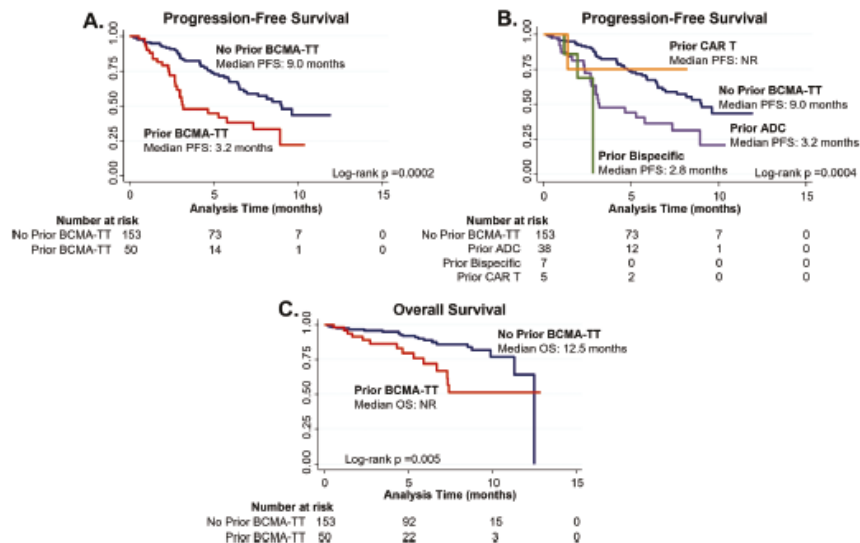 A. Progression-Free Survival
1.00
0.75
0.50
0.25
0.00
No Prior BCMA-TT
Median PFS: 9.0 months
Prior BCMA-TT
Median PFS: 3.2 months
Log-rank p =0.0002
0 5 10 15
Analysis Time (months)
Number at risk
No Prior BCMA-TT 153 73 7 0
Prior BCMA-TT 50 14 1 0
B. Progression-Free Survival
1.00
0.75
0.50
0.25
0.00
Prior CAR T
Median PFS: NR
No Prior BCMA-TT
Median PFS: 9.0 months
Prior ADC
Median PFS: 3.2 months
Prior Bispecific
Median PFS: 2.8 months
Log-rank p =0.0004
0 5 10 15
Analysis Time (months)
Number at risk
No Prior BCMA-TT 153 73 7 0
Prior ADC 38 12 1 0
Prior Bispecific 7 0 0 0
Prior CAR T 5 2 0 0
C. Overall Survival
1.00
0.75
0.50
0.25
0.00
No Prior BCMA-TT
Median OS: 12.5 months
Prior BCMA-TT
Median OS: NR
Log-rank p =0.005
0 5 10 15
Analysis Time (months)
Number at risk
No Prior BCMA-TT 153 92 15 0
Prior BCMA-TT 50 22 3 0